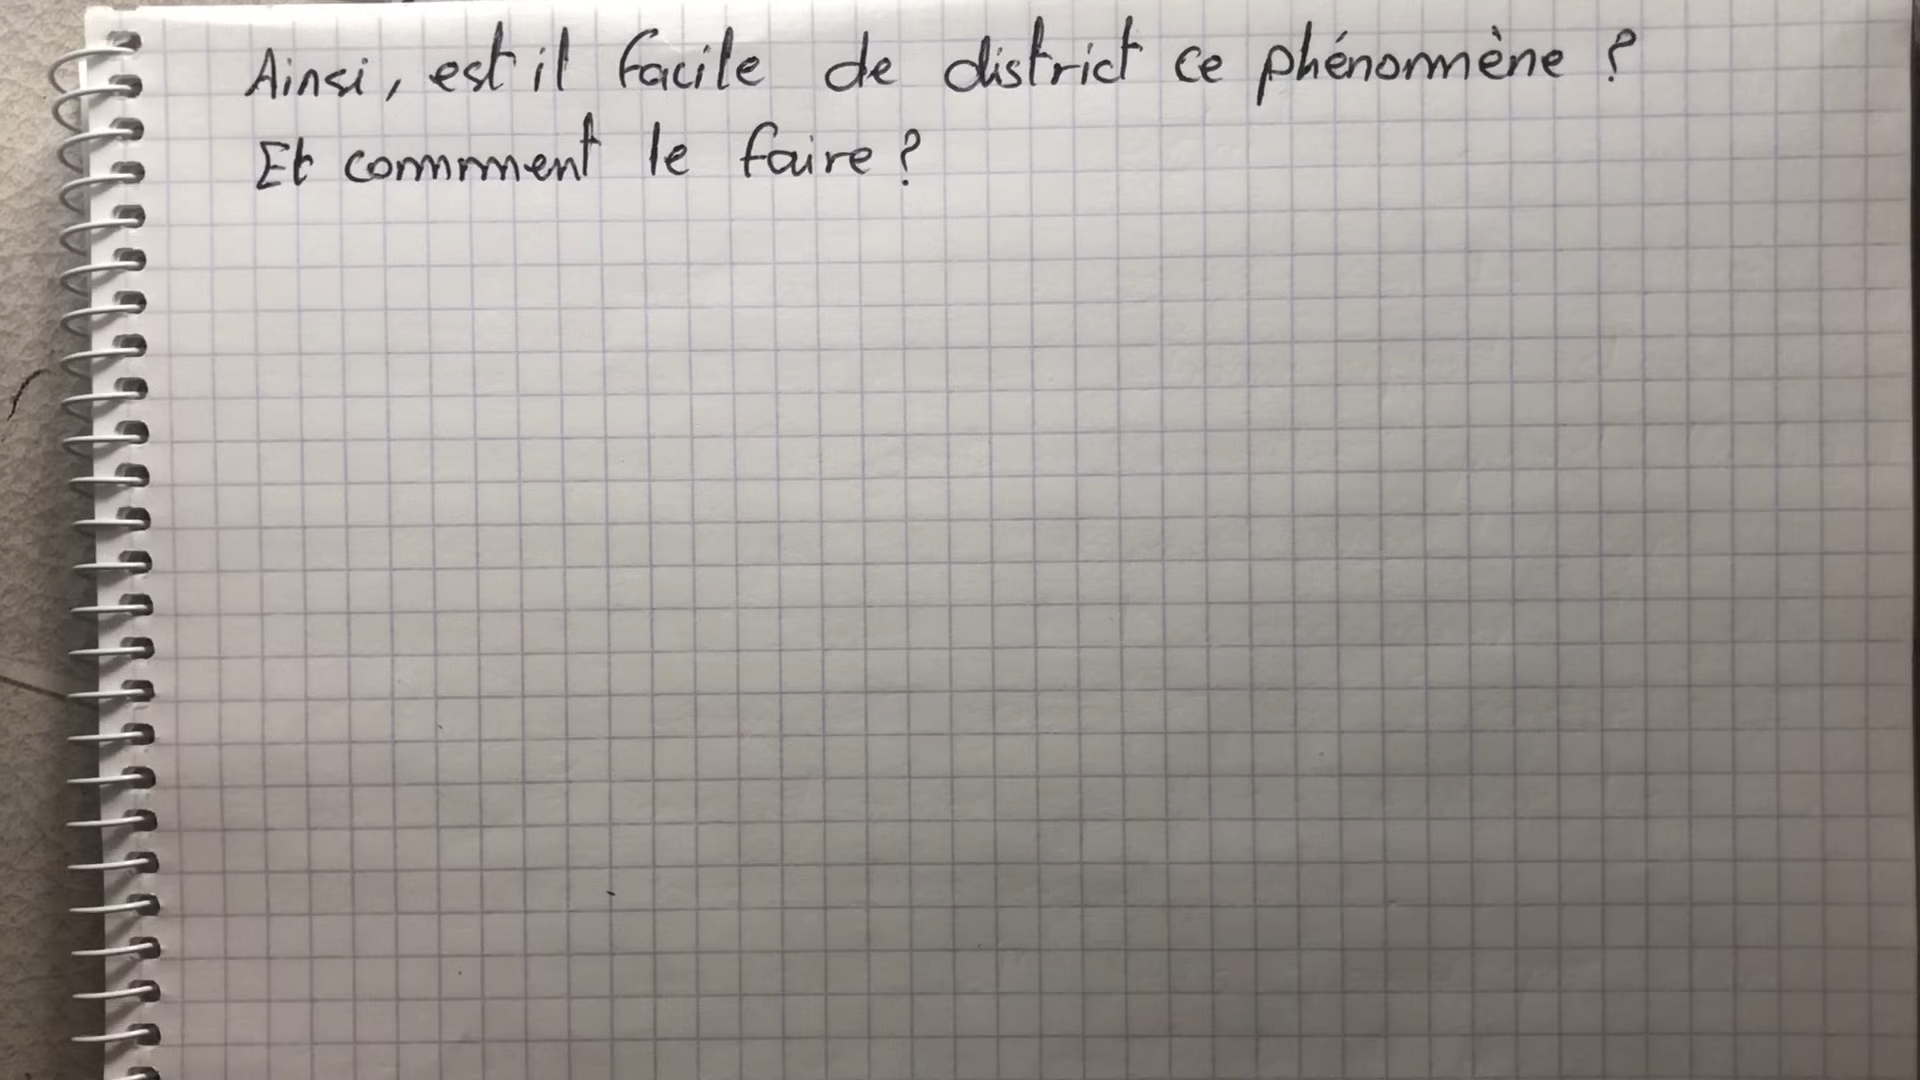 Ainsi, est il facile de district ce phénomène ?
Et comment le faire ?